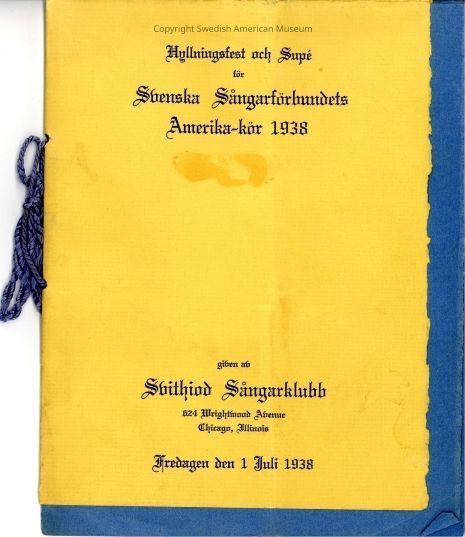 Copyright Swedish American Museum
Hyllningsfest och Supé
för
Svenska Sångarförbundets
Amerika-kör 1938
given av
Svithiod Sångarklubb
624 Wrightwood Avenue
Chicago, Illinois
Fredagen den 1 Juli 1938